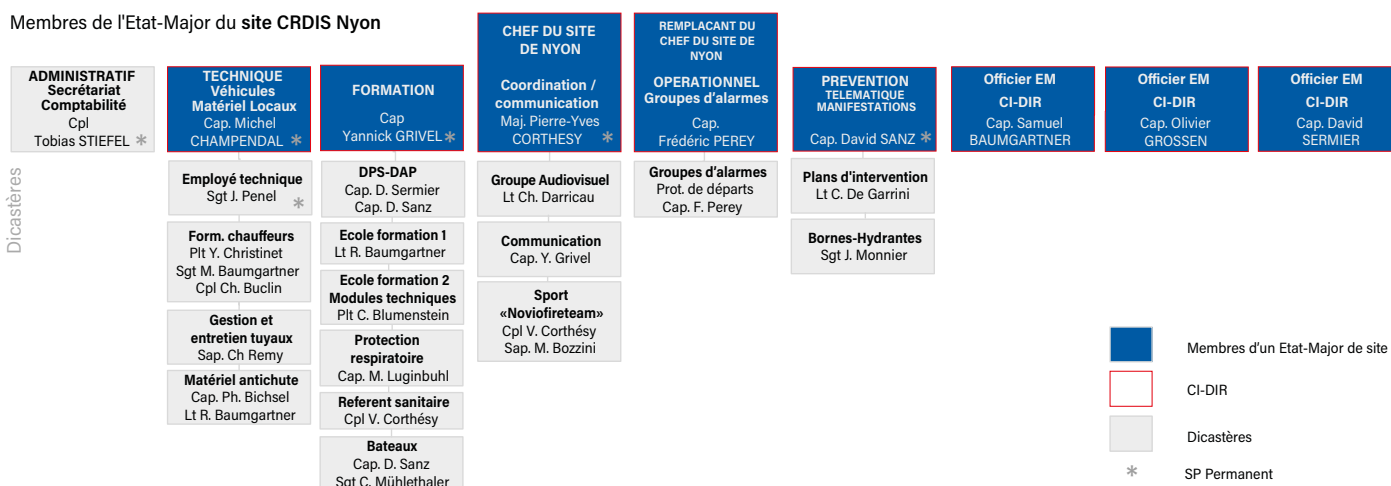 Membres de l'Etat-Major du site CRDIS Nyon
ADMINISTRATIF
Secrétariat
Comptabilité
Cpl
Tobias STIEFEL *
TECHNIQUE
Véhicules
Matériel Locaux
Cap. Michel
CHAMPENDAL *
FORMATION
Cap
Yannick GRIVEL *
CHEF DU SITE
DE NYON
Coordination /
communication
Maj. Pierre-Yves
CORTHESY *
REMPLACANT DU
CHEF DU SITE DE
NYON
OPERATIONNEL
Groupes d'alarmes
Cap.
Frédéric PEREY
PREVENTION
TELEMATIQUE
MANIFESTATIONS
Cap. David SANZ *
Officier EM
CI-DIR
Cap. Samuel
BAUMGARTNER
Officier EM
CI-DIR
Cap. Olivier
GROSSEN
Officier EM
CI-DIR
Cap. David
SERMIER
Dicastères
Employé technique
Sgt J. Penel *
Form. chauffeurs
Plt Y. Christinet
Sgt M. Baumgartner
Cpl Ch. Buclin
Gestion et
entretien tuyaux
Sap. Ch Remy
Matériel antichute
Cap. Ph. Bichsel
Lt R. Baumgartner
DPS-DAP
Cap. D. Sermier
Cap. D. Sanz
Ecole formation 1
Lt R. Baumgartner
Ecole formation 2
Modules techniques
Plt C. Blumenstein
Protection
respiratoire
Cap. M. Luginbuhl
Referent sanitaire
Cpl V. Corthésy
Bateaux
Cap. D. Sanz
Sgt C. Mühlethaler
Groupe Audiovisuel
Lt Ch. Darricau
Communication
Cap. Y. Grivel
Sport
«Noviofireteam»
Cpl V. Corthésy
Sap. M. Bozzini
Groupes d'alarmes
Prot. de départs
Cap. F. Perey
Plans d'intervention
Lt C. De Garrini
Bornes-Hydrantes
Sgt J. Monnier
Membres d'un Etat-Major de site
CI-DIR
Dicastères
* SP Permanent